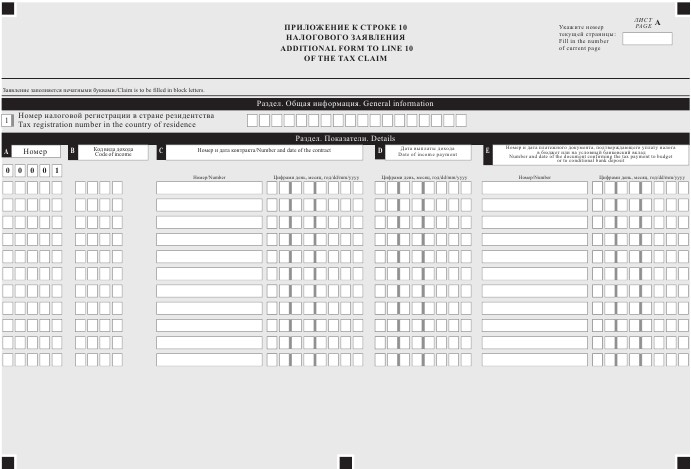 ПРИЛОЖЕНИЕ К СТРОКЕ 10
НАЛОГОВОГО ЗАЯВЛЕНИЯ
ADDITIONAL FORM TO LINE 10
OF THE TAX CLAIM
Укажите номер
текущей страницы:
Fill in the number
of current page
ЛИСТ
PAGE A
Заявление заполняется печатными буквами/Claim is to be filled in block letters.
Раздел. Общая информация. General information
1 Номер налоговой регистрации в стране резидентства
Tax registration number in the country of residence
Раздел. Показатели. Details
A Номер
B Код вида дохода
Code of income
C Номер и дата контракта/Number and date of the contract
D Дата выплаты дохода
Date of income payment
E Номер и дата платежного документа, подтверждающего уплату налога
в бюджет или на условный банковский вклад
Number and date of the document confirming the tax payment to budget
or to conditional bank deposit
0 0 0 0 1
Номер/Number
Цифрами день, месяц, год/dd/mm/yyyy
Цифрами день, месяц, год/dd/mm/yyyy
Номер/Number
Цифрами день, месяц, год/dd/mm/yyyy